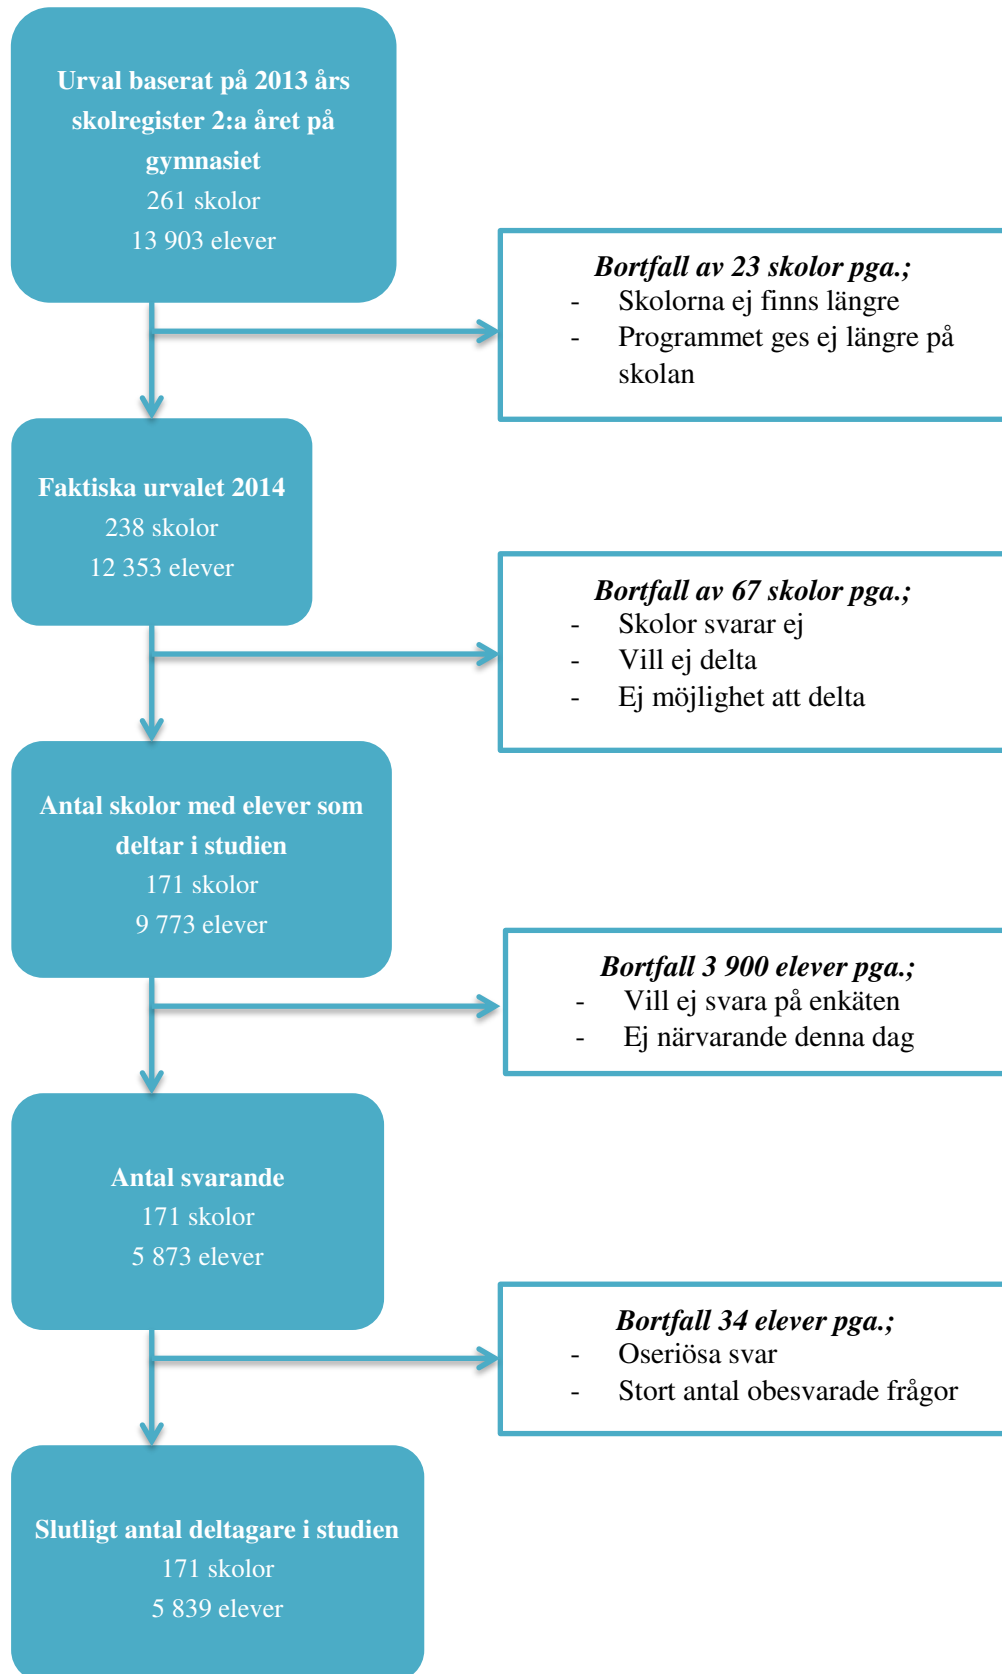 Urval baserat på 2013 års
skolregister 2:a året på
gymnasiet
261 skolor
13 903 elever
Bortfall av 23 skolor pga.;
- Skolorna ej finns längre
- Programmet ges ej längre på
skolan
Faktiska urvalet 2014
238 skolor
12 353 elever
Bortfall av 67 skolor pga.;
- Skolor svarar ej
- Vill ej delta
- Ej möjlighet att delta
Antal skolor med elever som
deltar i studien
171 skolor
9 773 elever
Bortfall 3 900 elever pga.;
- Vill ej svara på enkäten
- Ej närvarande denna dag
Antal svarande
171 skolor
5 873 elever
Bortfall 34 elever pga.;
- Oseriösa svar
- Stort antal obesvarade frågor
Slutligt antal deltagare i studien
171 skolor
5 839 elever